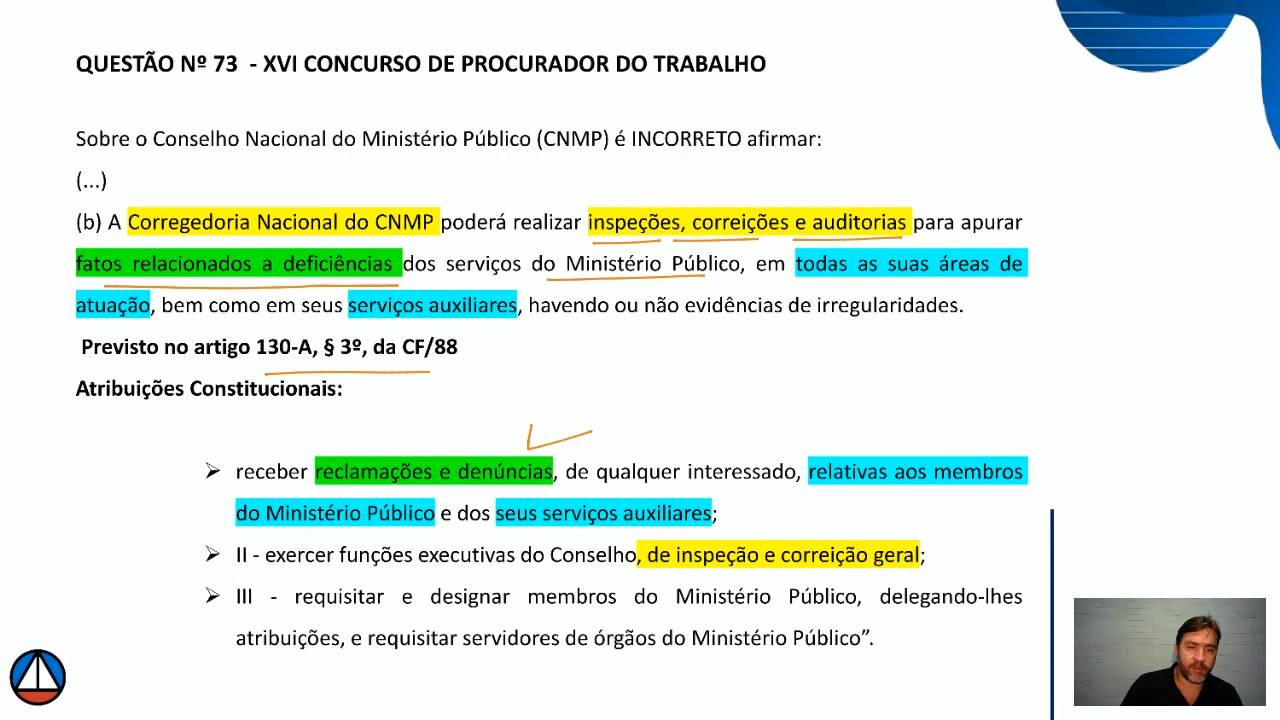 QUESTÃO Nº 73 - XVI CONCURSO DE PROCURADOR DO TRABALHO
Sobre o Conselho Nacional do Ministério Público (CNMP) é INCORRETO afirmar:
(...)
(b) A Corregedoria Nacional do CNMP poderá realizar inspeções, correições e auditorias para apurar
fatos relacionados a deficiências dos serviços do Ministério Público, em todas as suas áreas de
atuação, bem como em seus serviços auxiliares, havendo ou não evidências de irregularidades.
Previsto no artigo 130-A, § 3º, da CF/88
Atribuições Constitucionais:
➢ receber reclamações e denúncias, de qualquer interessado, relativas aos membros
do Ministério Público e dos seus serviços auxiliares;
➢ II - exercer funções executivas do Conselho, de inspeção e correição geral;
➢ III - requisitar e designar membros do Ministério Público, delegando-lhes
atribuições, e requisitar servidores de órgãos do Ministério Público”.